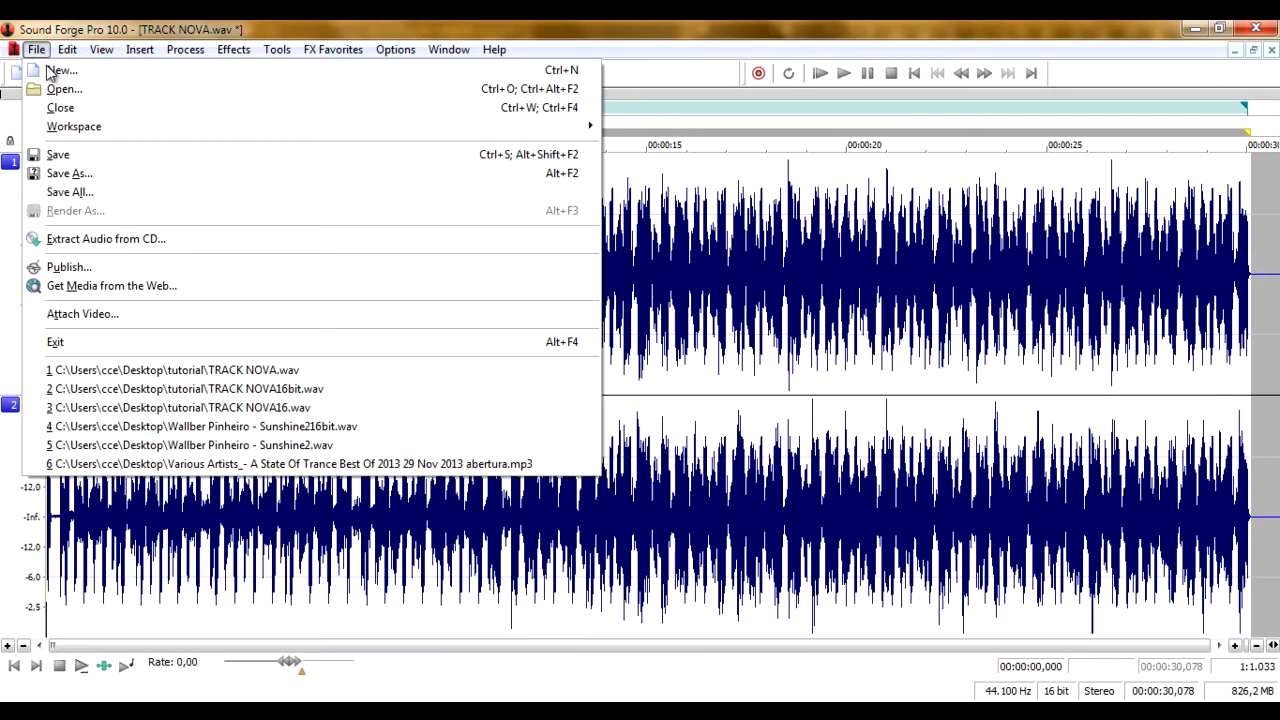 Sound Forge Pro 10.0 - [TRACK NOVA.wav *]
File Edit View Insert Process Effects Tools FX Favorites Options Window Help
New... Ctrl+N
Open... Ctrl+O; Ctrl+Alt+F2
Close Ctrl+W; Ctrl+F4
Workspace
Save Ctrl+S; Alt+Shift+F2
Save As... Alt+F2
Save All...
Render As... Alt+F3
Extract Audio from CD...
Publish...
Get Media from the Web...
Attach Video...
Exit Alt+F4
1 C:\Users\cce\Desktop\tutorial\TRACK NOVA.wav
2 C:\Users\cce\Desktop\tutorial\TRACK NOVA16bit.wav
3 C:\Users\cce\Desktop\tutorial\TRACK NOVA16.wav
4 C:\Users\cce\Desktop\Wallber Pinheiro - Sunshine216bit.wav
5 C:\Users\cce\Desktop\Wallber Pinheiro - Sunshine2.wav
6 C:\Users\cce\Desktop\Various Artists_- A State Of Trance Best Of 2013 29 Nov 2013 abertura.mp3
00:00:15 00:00:20 00:00:25 00:00:30
1
2
-12.0
-Inf.
-12.0
-6.0
-2.5
Rate: 0,00 00:00:00,000 00:00:30,078 1:1.033
44.100 Hz 16 bit Stereo 00:00:30,078 826,2 MB